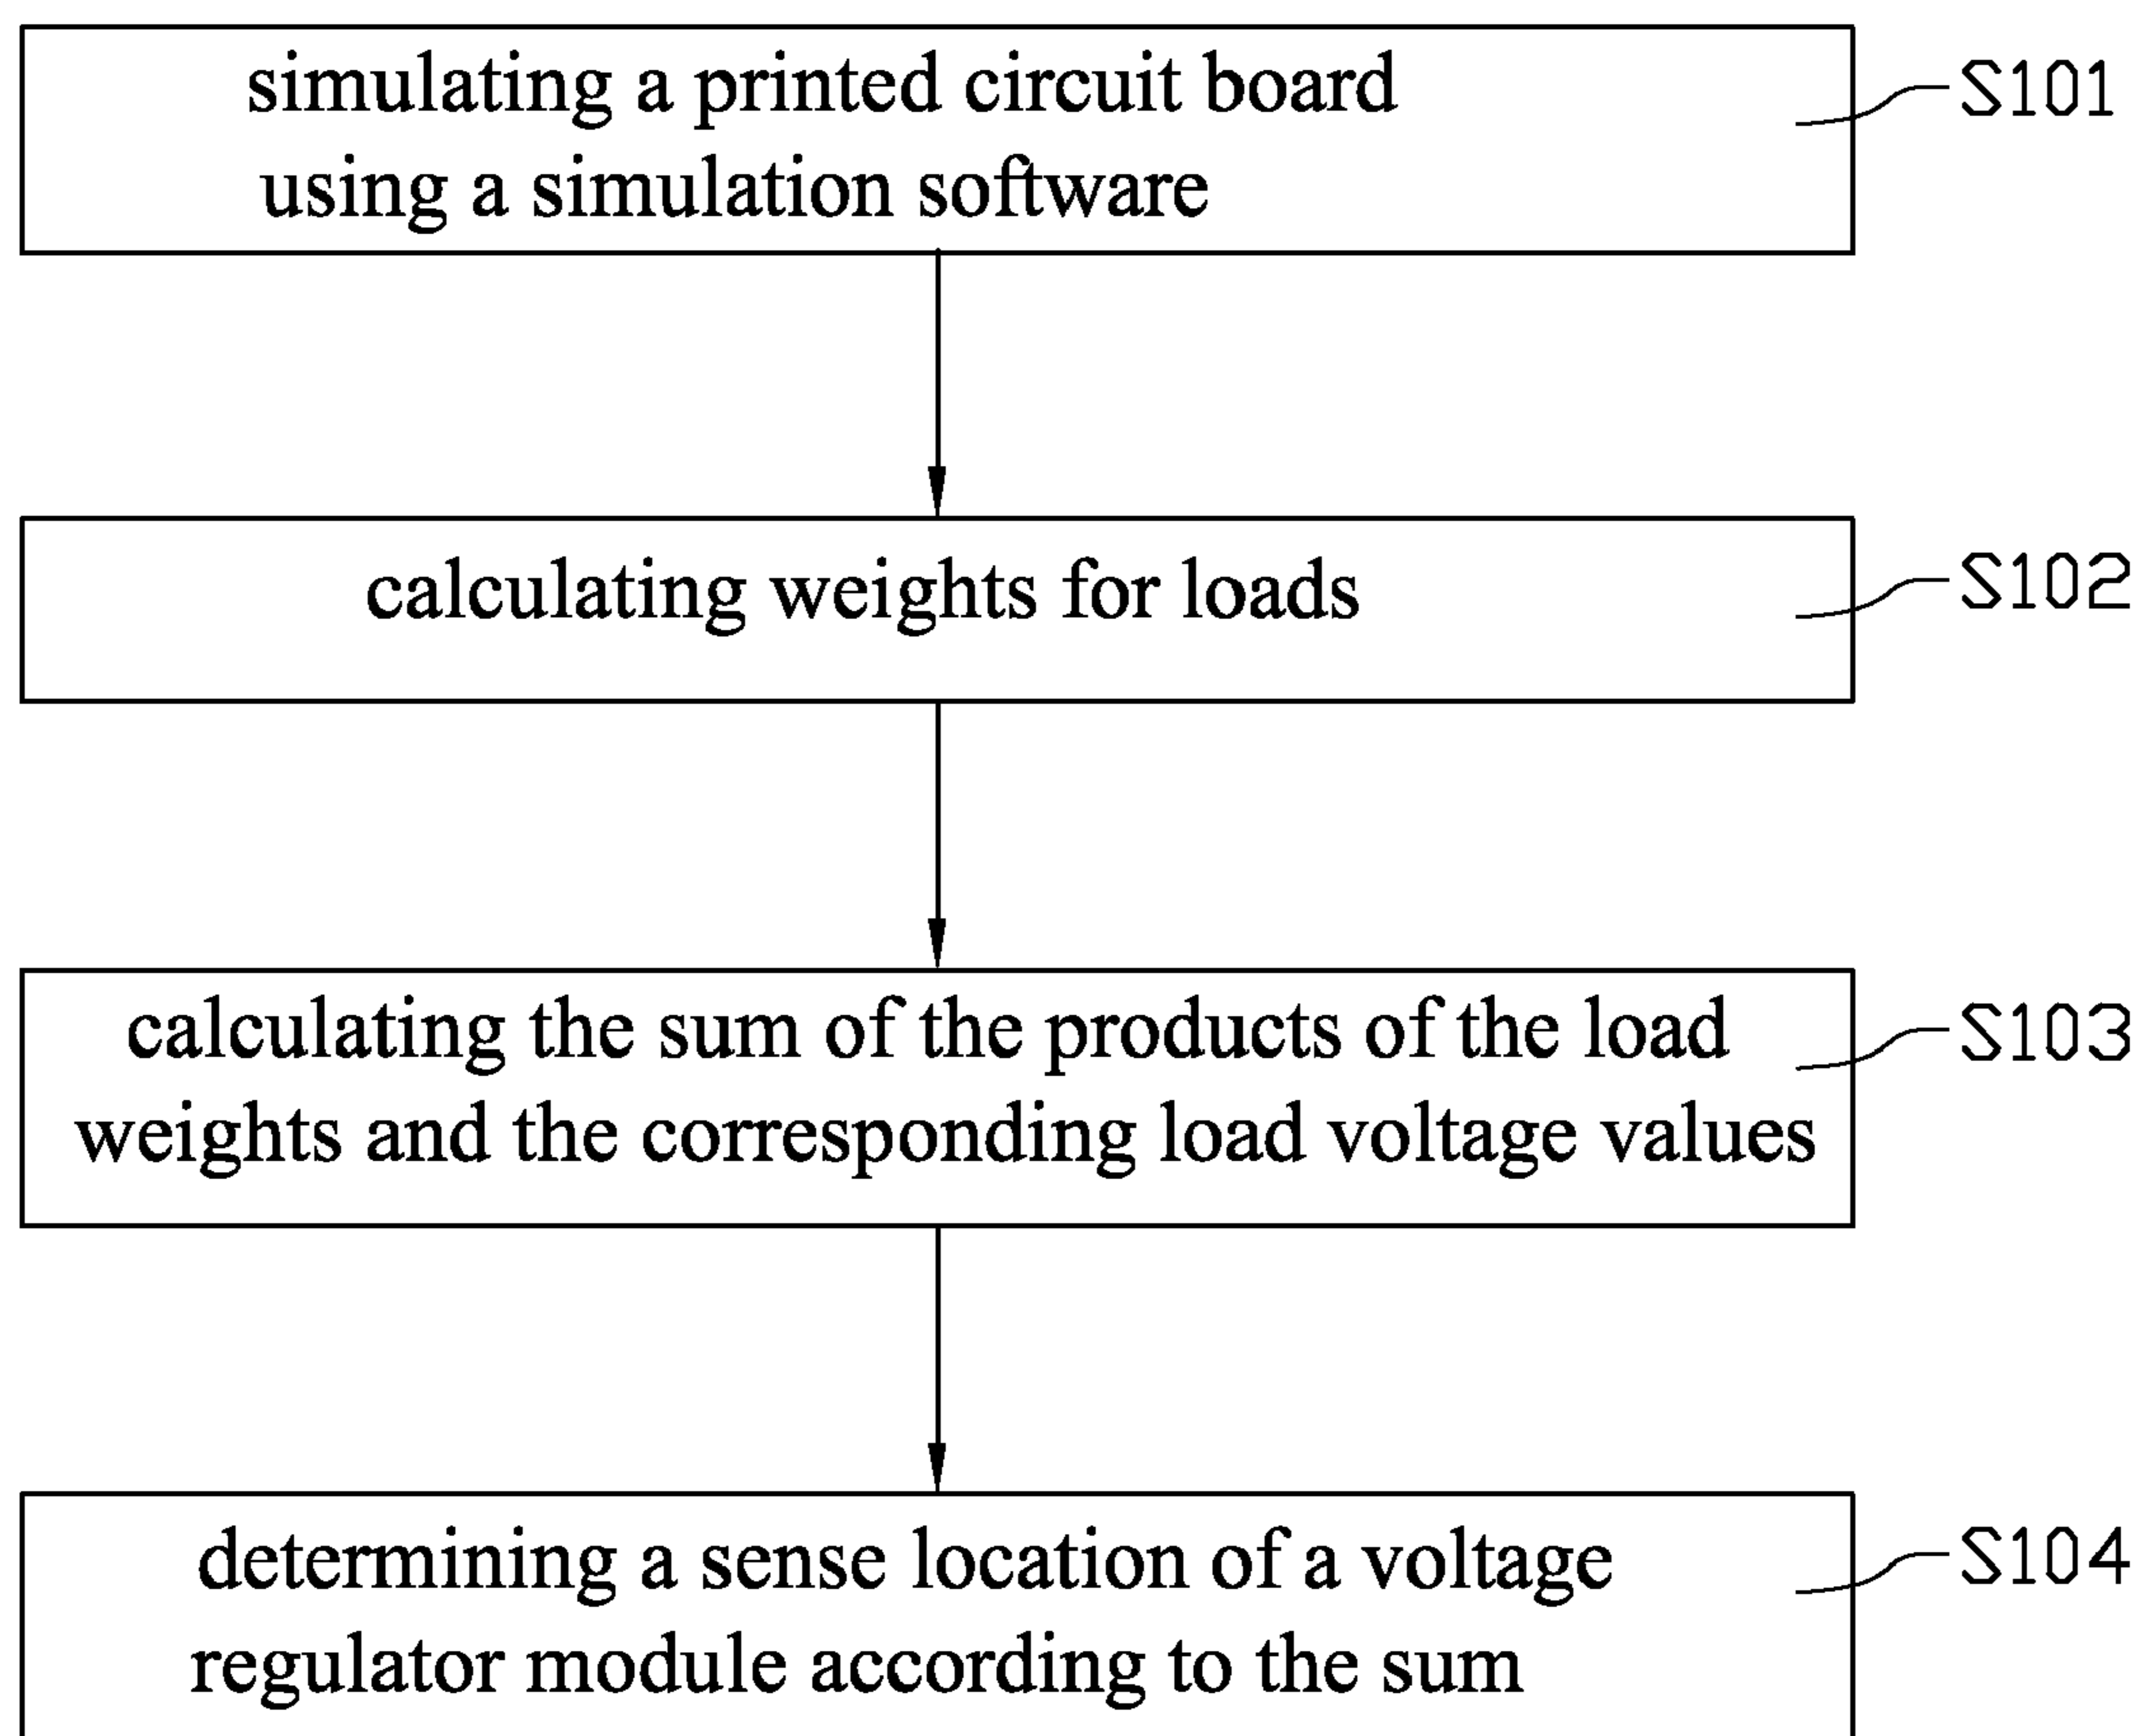 simulating a printed circuit board
using a simulation software
S101
calculating weights for loads
S102
calculating the sum of the products of the load
weights and the corresponding load voltage values
S103
determining a sense location of a voltage
regulator module according to the sum
S104